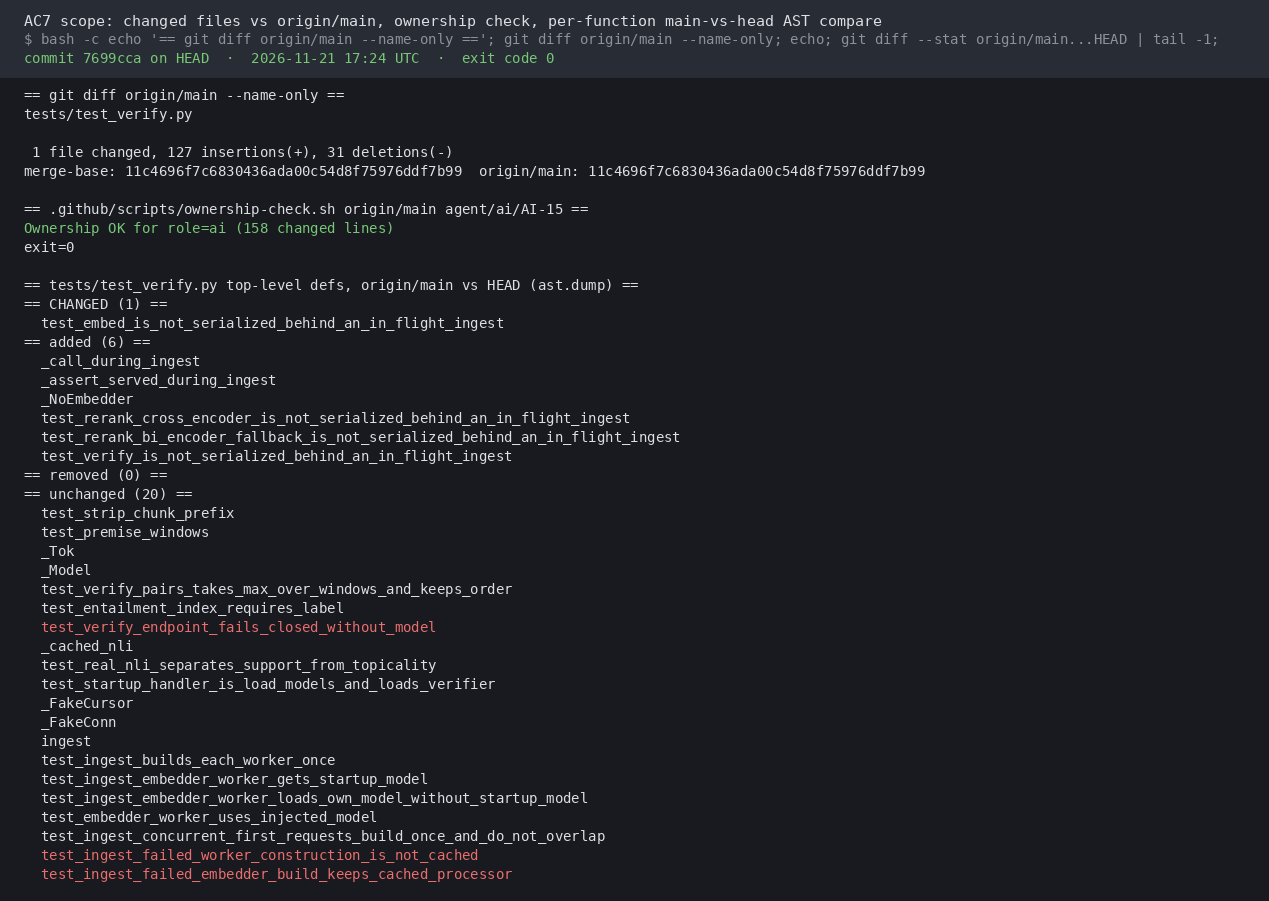 AC7 scope: changed files vs origin/main, ownership check, per-function main-vs-head AST compare
$ bash -c echo '== git diff origin/main --name-only =='; git diff origin/main --name-only; echo; git diff --stat origin/main...HEAD | tail -1;
commit 7699cca on HEAD · 2026-11-21 17:24 UTC · exit code 0
== git diff origin/main --name-only ==
tests/test_verify.py
1 file changed, 127 insertions(+), 31 deletions(-)
merge-base: 11c4696f7c6830436ada00c54d8f75976ddf7b99  origin/main: 11c4696f7c6830436ada00c54d8f75976ddf7b99
== .github/scripts/ownership-check.sh origin/main agent/ai/AI-15 ==
Ownership OK for role=ai (158 changed lines)
exit=0
== tests/test_verify.py top-level defs, origin/main vs HEAD (ast.dump) ==
== CHANGED (1) ==
test_embed_is_not_serialized_behind_an_in_flight_ingest
== added (6) ==
_call_during_ingest
_assert_served_during_ingest
_NoEmbedder
test_rerank_cross_encoder_is_not_serialized_behind_an_in_flight_ingest
test_rerank_bi_encoder_fallback_is_not_serialized_behind_an_in_flight_ingest
test_verify_is_not_serialized_behind_an_in_flight_ingest
== removed (0) ==
== unchanged (20) ==
test_strip_chunk_prefix
test_premise_windows
_Tok
_Model
test_verify_pairs_takes_max_over_windows_and_keeps_order
test_entailment_index_requires_label
test_verify_endpoint_fails_closed_without_model
_cached_nli
test_real_nli_separates_support_from_topicality
test_startup_handler_is_load_models_and_loads_verifier
_FakeCursor
_FakeConn
ingest
test_ingest_builds_each_worker_once
test_ingest_embedder_worker_gets_startup_model
test_ingest_embedder_worker_loads_own_model_without_startup_model
test_embedder_worker_uses_injected_model
test_ingest_concurrent_first_requests_build_once_and_do_not_overlap
test_ingest_failed_worker_construction_is_not_cached
test_ingest_failed_embedder_build_keeps_cached_processor